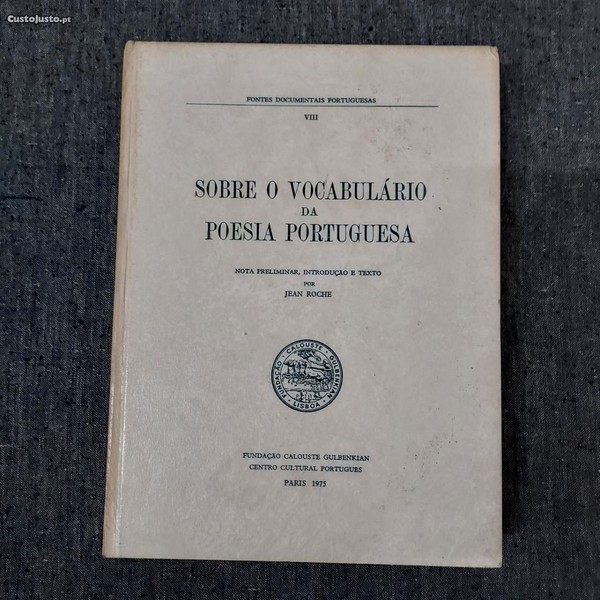 CustoJusto.pt
FONTES DOCUMENTAIS PORTUGUESAS
VIII
SOBRE O VOCABULÁRIO
DA
POESIA PORTUGUESA
NOTA PRELIMINAR, INTRODUÇÃO E TEXTO
POR
JEAN ROCHE
FUNDAÇÃO · CALOUSTE · GULBENKIAN ·
LISBOA
FUNDAÇÃO CALOUSTE GULBENKIAN
CENTRO CULTURAL PORTUGUES
PARIS 1975